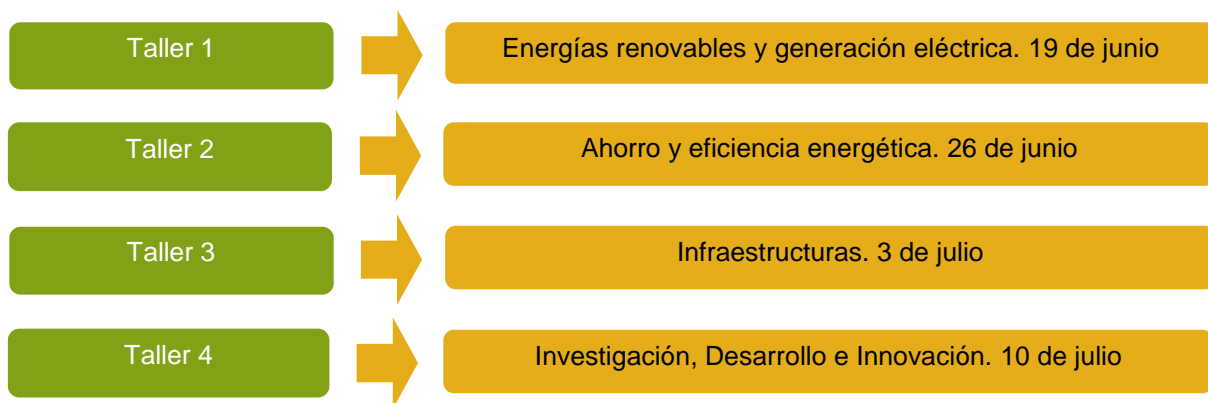 Taller 1
Energías renovables y generación eléctrica. 19 de junio
Taller 2
Ahorro y eficiencia energética. 26 de junio
Taller 3
Infraestructuras. 3 de julio
Taller 4
Investigación, Desarrollo e Innovación. 10 de julio